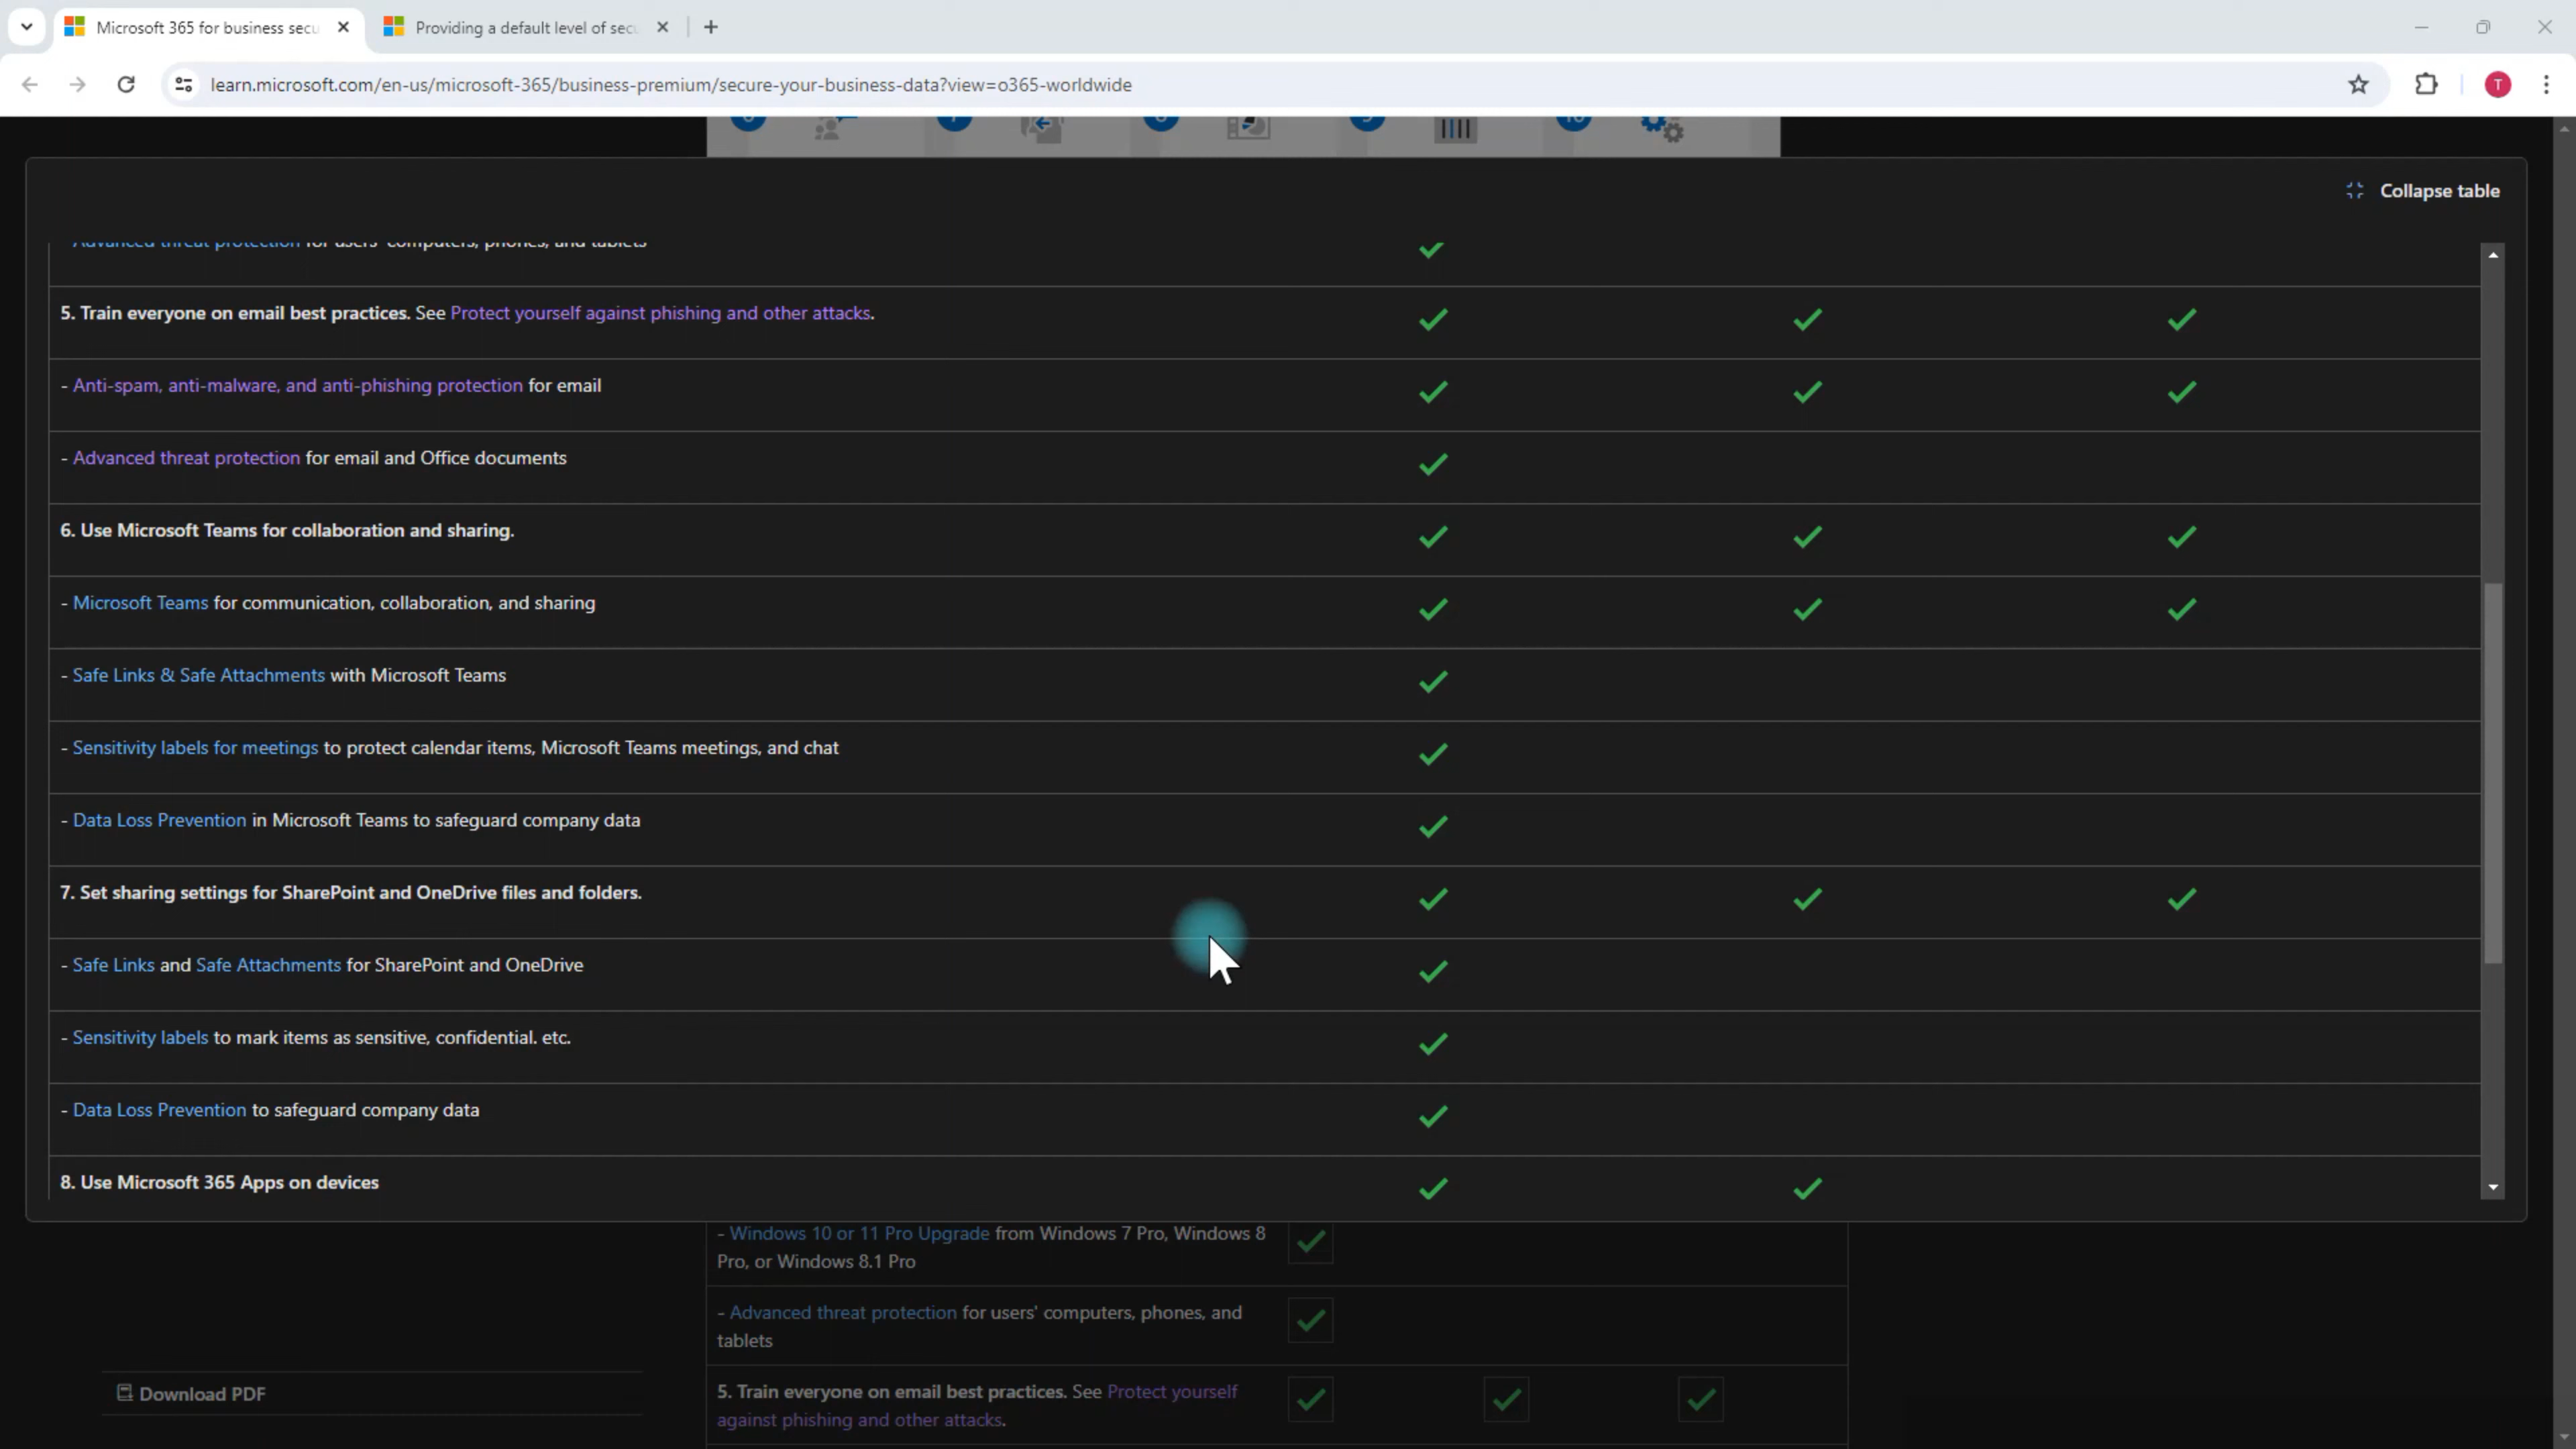 Microsoft 365 for business secu
Providing a default level of sec
learn.microsoft.com/en-us/microsoft-365/business-premium/secure-your-business-data?view=o365-worldwide
T
Collapse table
Advanced threat protection for users' computers, phones, and tablets
5. Train everyone on email best practices. See Protect yourself against phishing and other attacks.
- Anti-spam, anti-malware, and anti-phishing protection for email
- Advanced threat protection for email and Office documents
6. Use Microsoft Teams for collaboration and sharing.
- Microsoft Teams for communication, collaboration, and sharing
- Safe Links & Safe Attachments with Microsoft Teams
- Sensitivity labels for meetings to protect calendar items, Microsoft Teams meetings, and chat
- Data Loss Prevention in Microsoft Teams to safeguard company data
7. Set sharing settings for SharePoint and OneDrive files and folders.
- Safe Links and Safe Attachments for SharePoint and OneDrive
- Sensitivity labels to mark items as sensitive, confidential. etc.
- Data Loss Prevention to safeguard company data
8. Use Microsoft 365 Apps on devices
- Windows 10 or 11 Pro Upgrade from Windows 7 Pro, Windows 8
Pro, or Windows 8.1 Pro
- Advanced threat protection for users' computers, phones, and
tablets
Download PDF
5. Train everyone on email best practices. See Protect yourself
against phishing and other attacks.